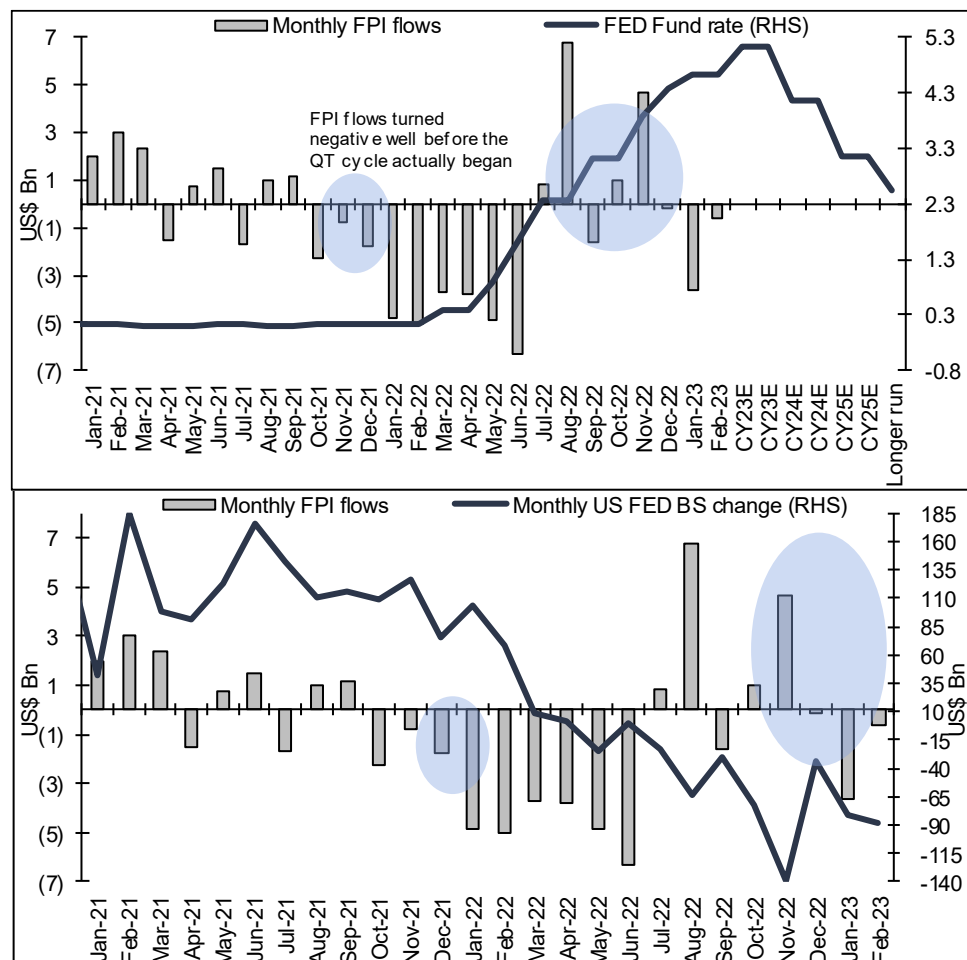 Monthly FPI flows
FED Fund rate (RHS)
7
5
3
1
(1)
(3)
(5)
(7)
US$ Bn
FPI flows turned
negative well before the
QT cycle actually began
5.3
4.3
3.3
2.3
1.3
0.3
-0.8
Jan-21
Feb-21
Mar-21
Apr-21
May-21
Jun-21
Jul-21
Aug-21
Sep-21
Oct-21
Nov-21
Dec-21
Jan-22
Feb-22
Mar-22
Apr-22
May-22
Jun-22
Jul-22
Aug-22
Sep-22
Oct-22
Nov-22
Dec-22
Jan-23
Feb-23
CY23E
CY23E
CY24E
CY24E
CY25E
CY25E
Longer run
Monthly FPI flows
Monthly US FED BS change (RHS)
7
5
3
1
(1)
(3)
(5)
(7)
US$ Bn
185
160
135
110
85
60
35
10
-15
-40
-65
-90
-115
-140
US$ Bn
Jan-21
Feb-21
Mar-21
Apr-21
May-21
Jun-21
Jul-21
Aug-21
Sep-21
Oct-21
Nov-21
Dec-21
Jan-22
Feb-22
Mar-22
Apr-22
May-22
Jun-22
Jul-22
Aug-22
Sep-22
Oct-22
Nov-22
Dec-22
Jan-23
Feb-23